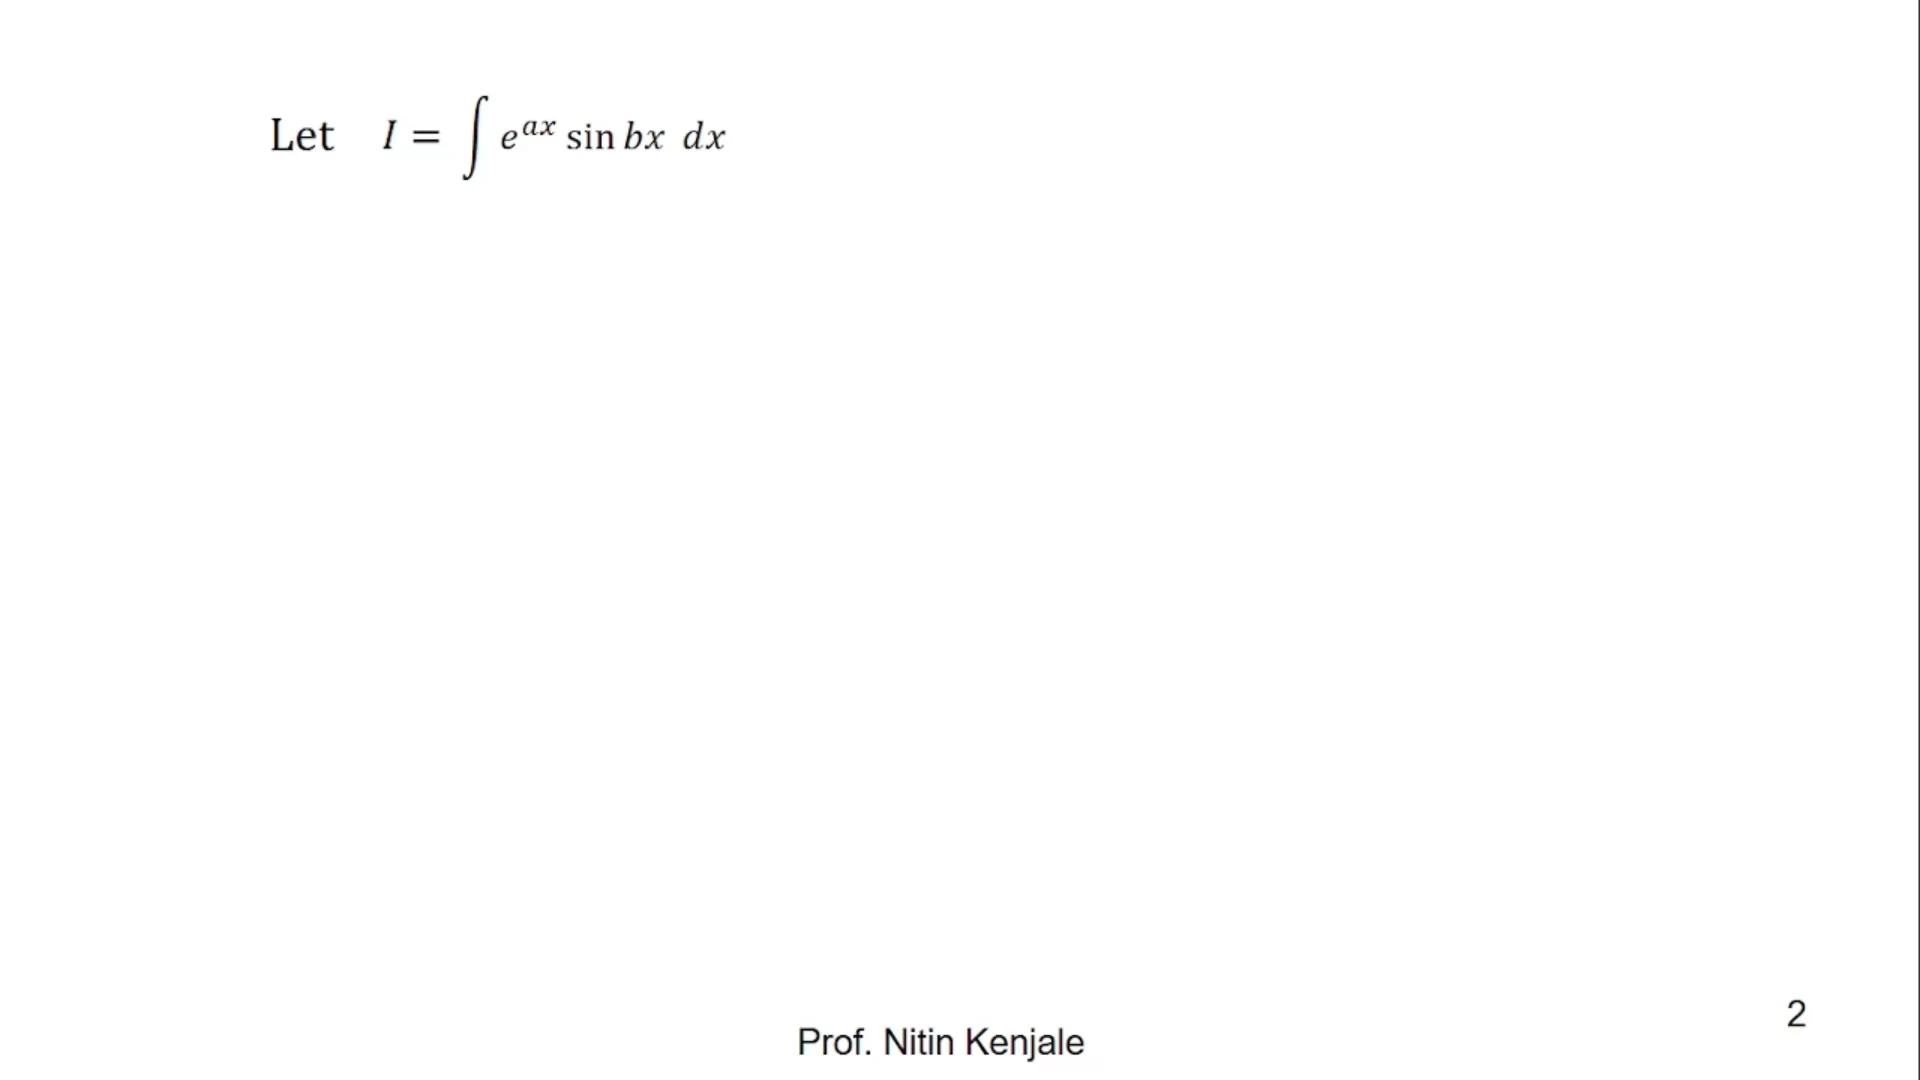 Let I = ∫ e^{ax} sin bx dx
2
Prof. Nitin Kenjale